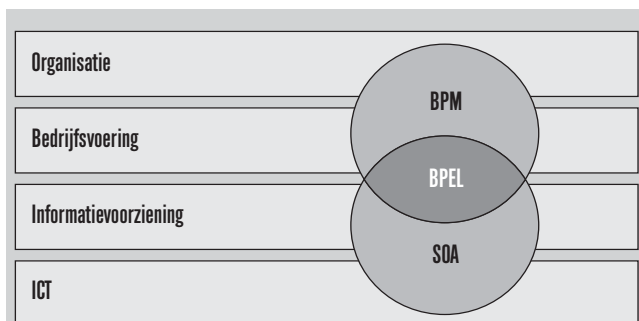 Organisatie
BPM
Bedrijfsvoering
BPEL
Informatievoorziening
SOA
ICT